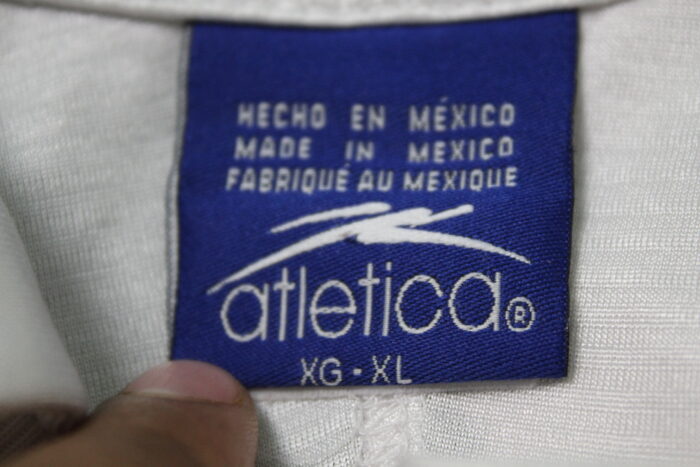 HECHO EN MÉXICO
MADE IN MEXICO
FABRIQUÉ AU MEXIQUE
atletica®
XG - XL